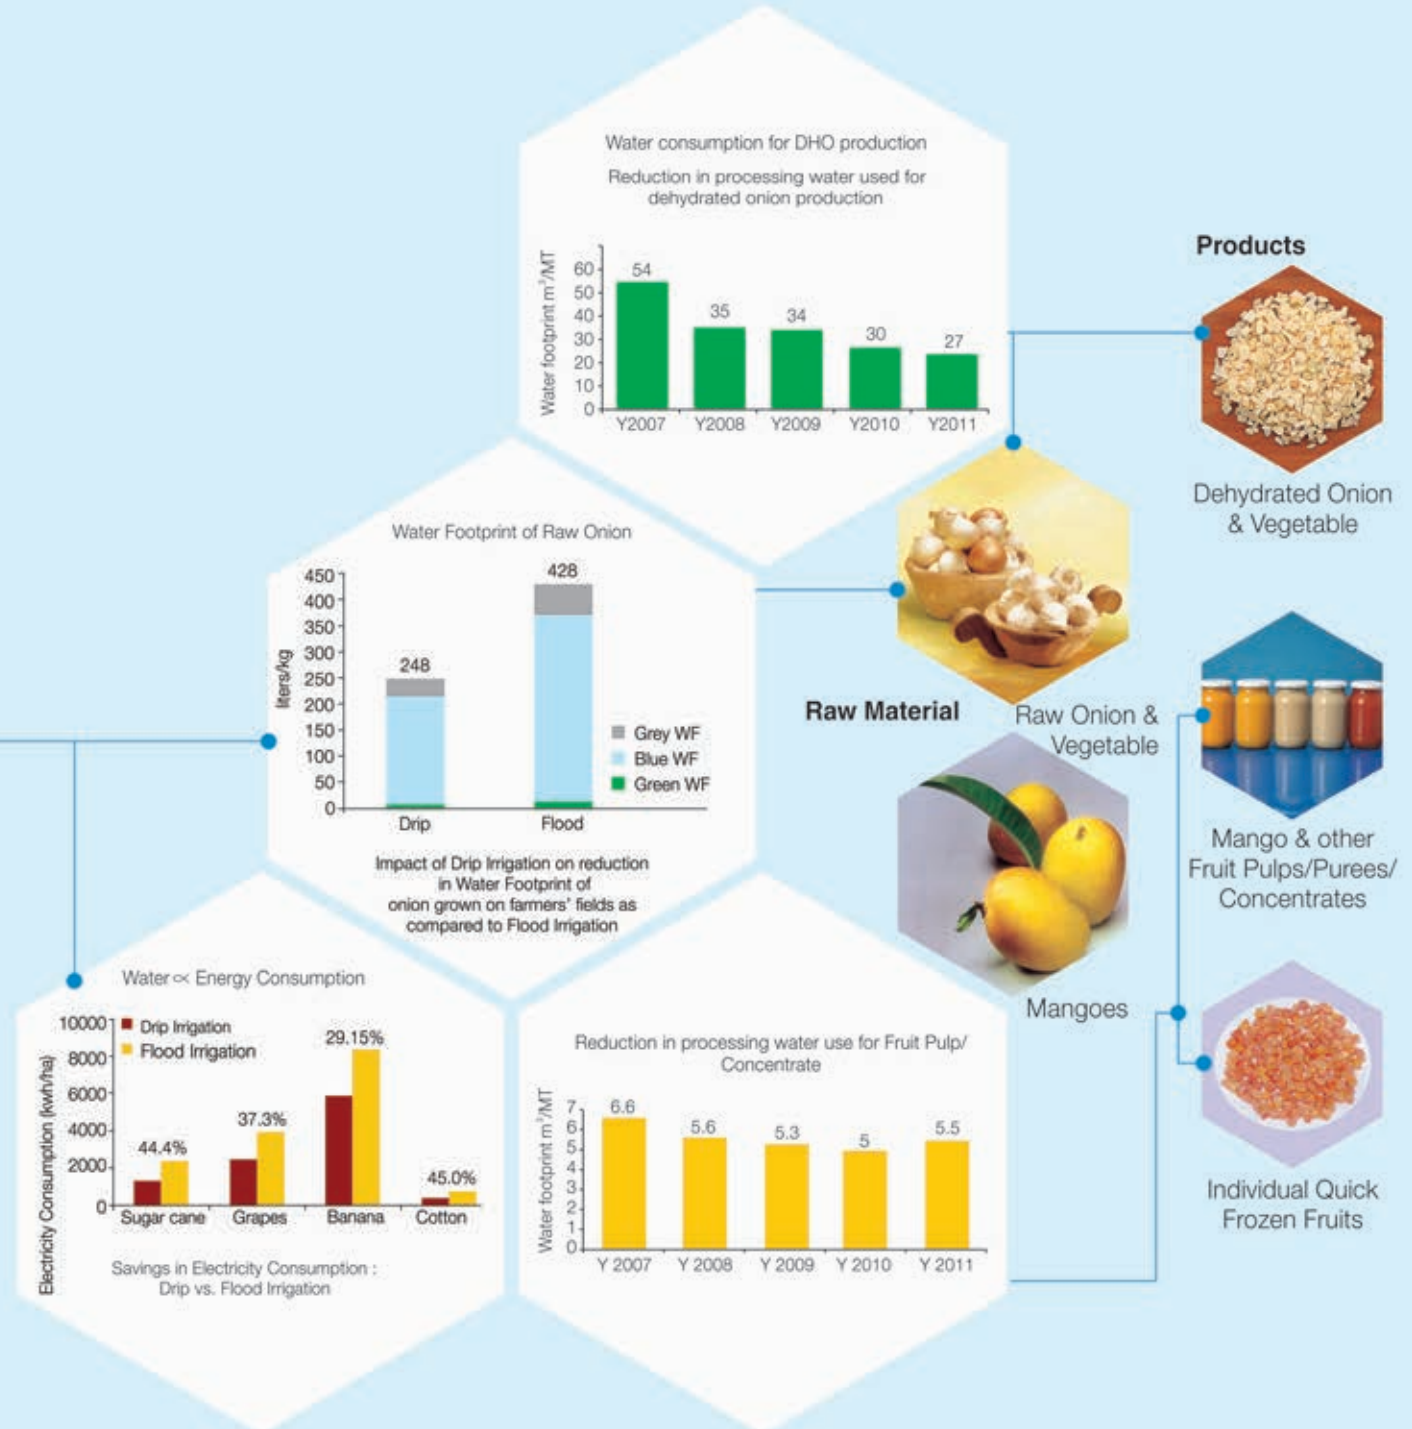 Water consumption for DHO production
Reduction in processing water used for
dehydrated onion production
Water footprint m³/MT
60
50
40
30
20
10
0
54
35
34
30
27
Y2007
Y2008
Y2009
Y2010
Y2011
Products
Dehydrated Onion
& Vegetable
Water Footprint of Raw Onion
liters/kg
450
400
350
300
250
200
150
100
50
0
248
428
Grey WF
Blue WF
Green WF
Drip
Flood
Impact of Drip Irrigation on reduction
in Water Footprint of
onion grown on farmers' fields as
compared to Flood Irrigation
Raw Material
Raw Onion &
Vegetable
Mango & other
Fruit Pulps/Purees/
Concentrates
Mangoes
Water ∝ Energy Consumption
Electricity Consumption (kwh/ha)
10000
8000
6000
4000
2000
0
Drip Irrigation
Flood Irrigation
44.4%
37.3%
29.15%
45.0%
Sugar cane
Grapes
Banana
Cotton
Savings in Electricity Consumption :
Drip vs. Flood Irrigation
Reduction in processing water use for Fruit Pulp/
Concentrate
Water footprint m³/MT
7
6
5
4
3
2
1
0
6.6
5.6
5.3
5
5.5
Y 2007
Y 2008
Y 2009
Y 2010
Y 2011
Individual Quick
Frozen Fruits